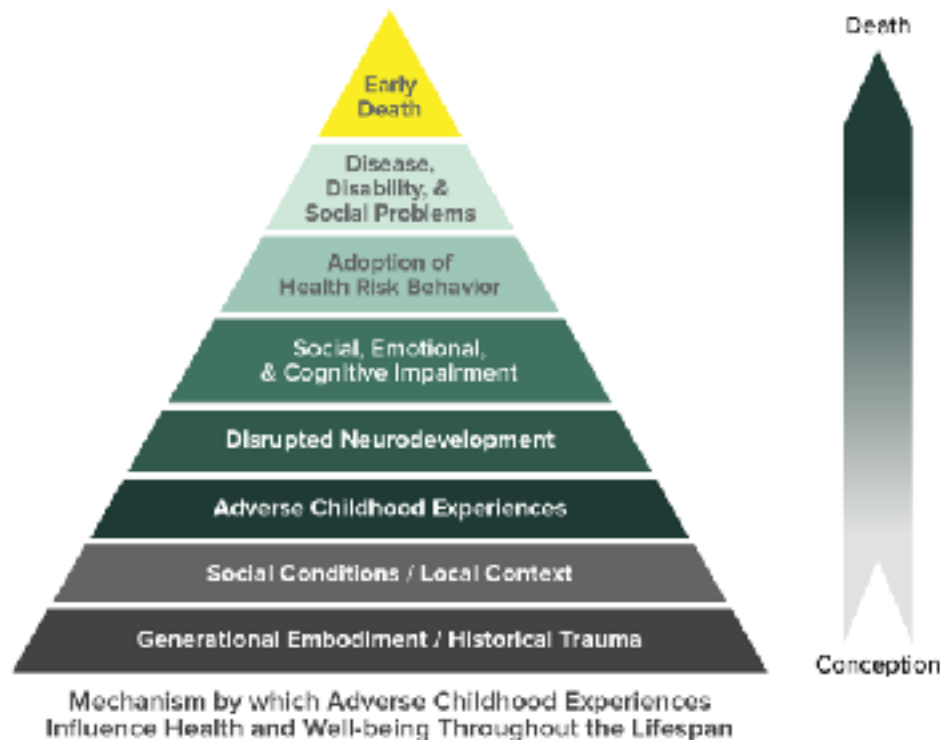 Death
Early
Death
Disease,
Disability, &
Social Problems
Adoption of
Health Risk Behavior
Social, Emotional,
& Cognitive Impairment
Disrupted Neurodevelopment
Adverse Childhood Experiences
Social Conditions / Local Context
Generational Embodiment / Historical Trauma
Conception
Mechanism by which Adverse Childhood Experiences
Influence Health and Well-being Throughout the Lifespan